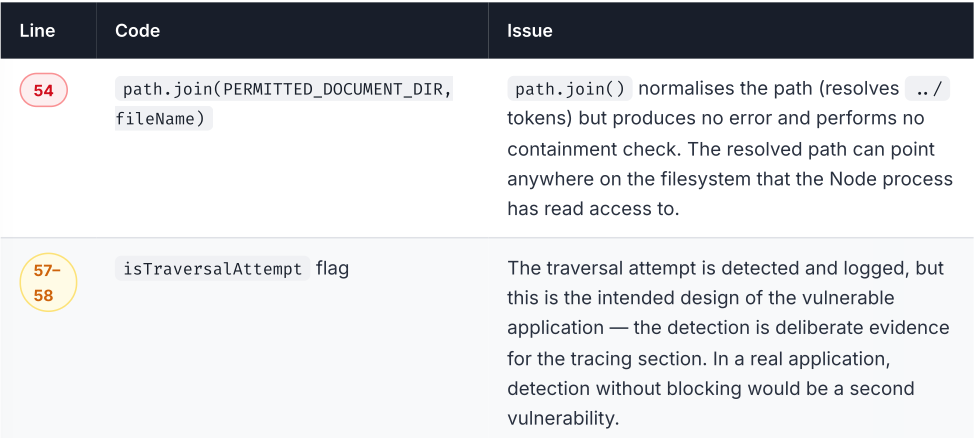 Line Code Issue
54 path.join(PERMITTED_DOCUMENT_DIR, path.join() normalises the path (resolves ../
fileName) tokens) but produces no error and performs no
containment check. The resolved path can point
anywhere on the filesystem that the Node process
has read access to.
57– isTraversalAttempt flag The traversal attempt is detected and logged, but
58 this is the intended design of the vulnerable
application — the detection is deliberate evidence
for the tracing section. In a real application,
detection without blocking would be a second
vulnerability.